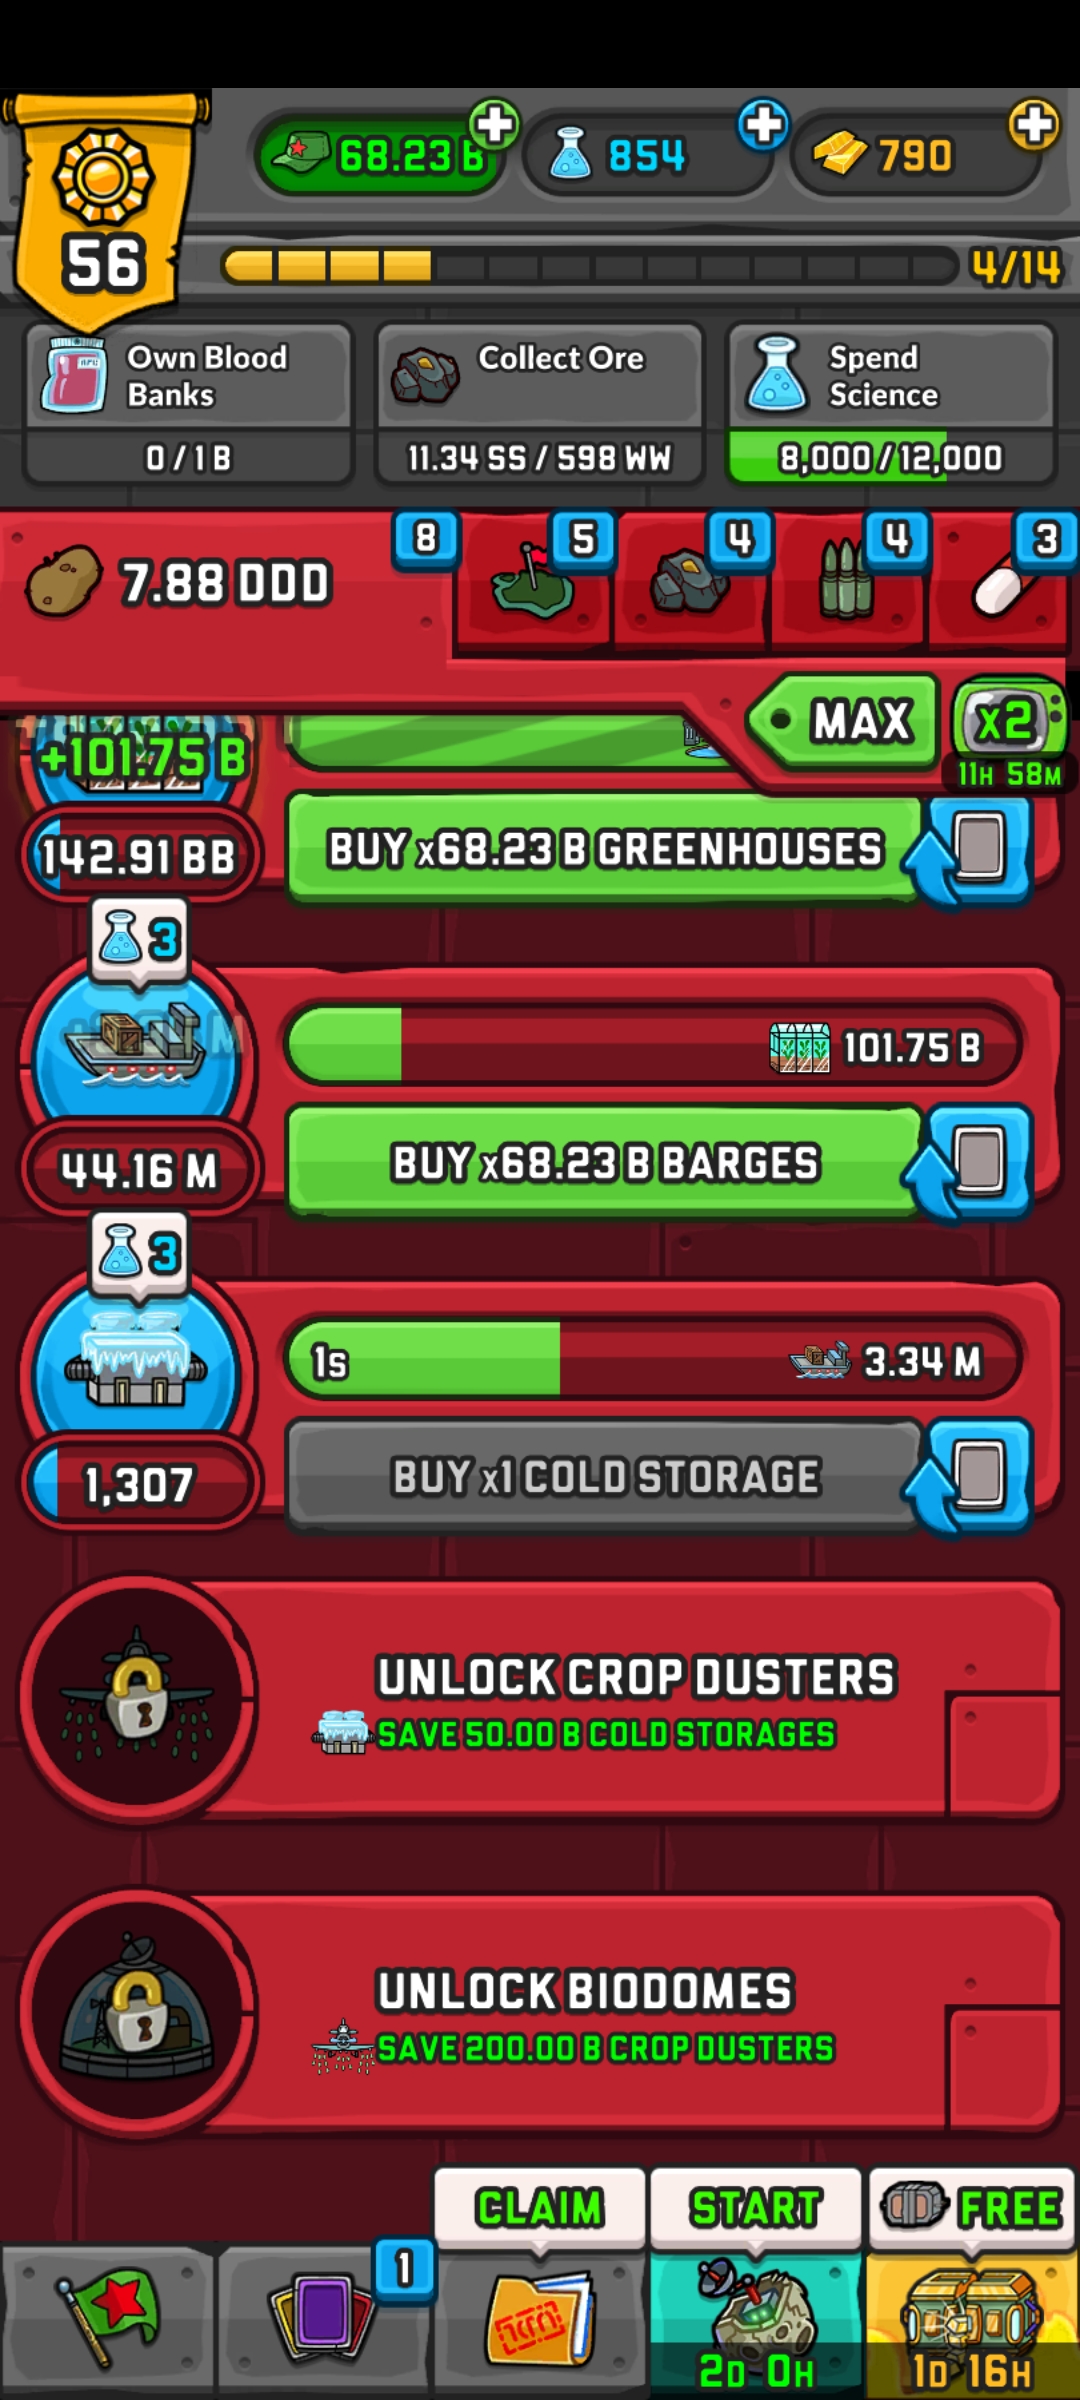 68.23 B
854
790
56
4/14
Own Blood
Banks
0 / 1 B
Collect Ore
11.34 SS / 598 WW
Spend
Science
8,000 / 12,000
7.88 DDD
8
5
4
4
3
MAX
x2
11H 58M
+101.75 B
142.91 BB
BUY x68.23 B GREENHOUSES
3
101.75 B
44.16 M
BUY x68.23 B BARGES
3
1s
3.34 M
1,307
BUY x1 COLD STORAGE
UNLOCK CROP DUSTERS
SAVE 50.00 B COLD STORAGES
UNLOCK BIODOMES
SAVE 200.00 B CROP DUSTERS
CLAIM
START
FREE
1
2D 0H
1D 16H